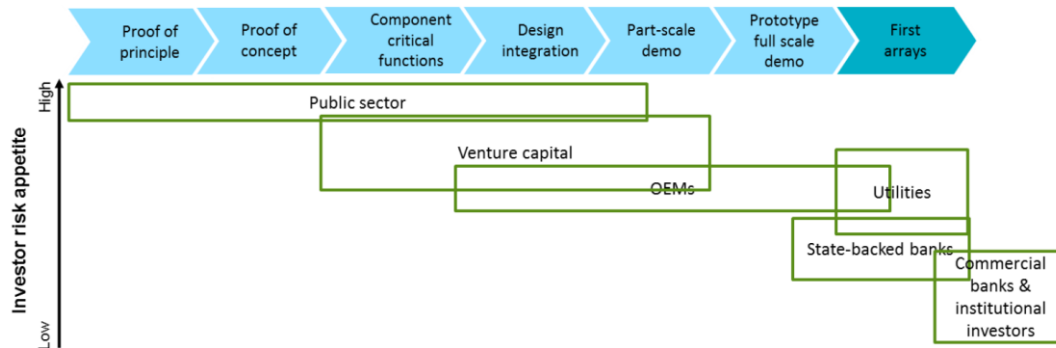 Proof of
principle
Proof of
concept
Component
critical
functions
Design
integration
Part-scale
demo
Prototype
full scale
demo
First
arrays
High
Investor risk appetite
Low
Public sector
Venture capital
OEMs
Utilities
State-backed banks
Commercial
banks &
institutional
investors